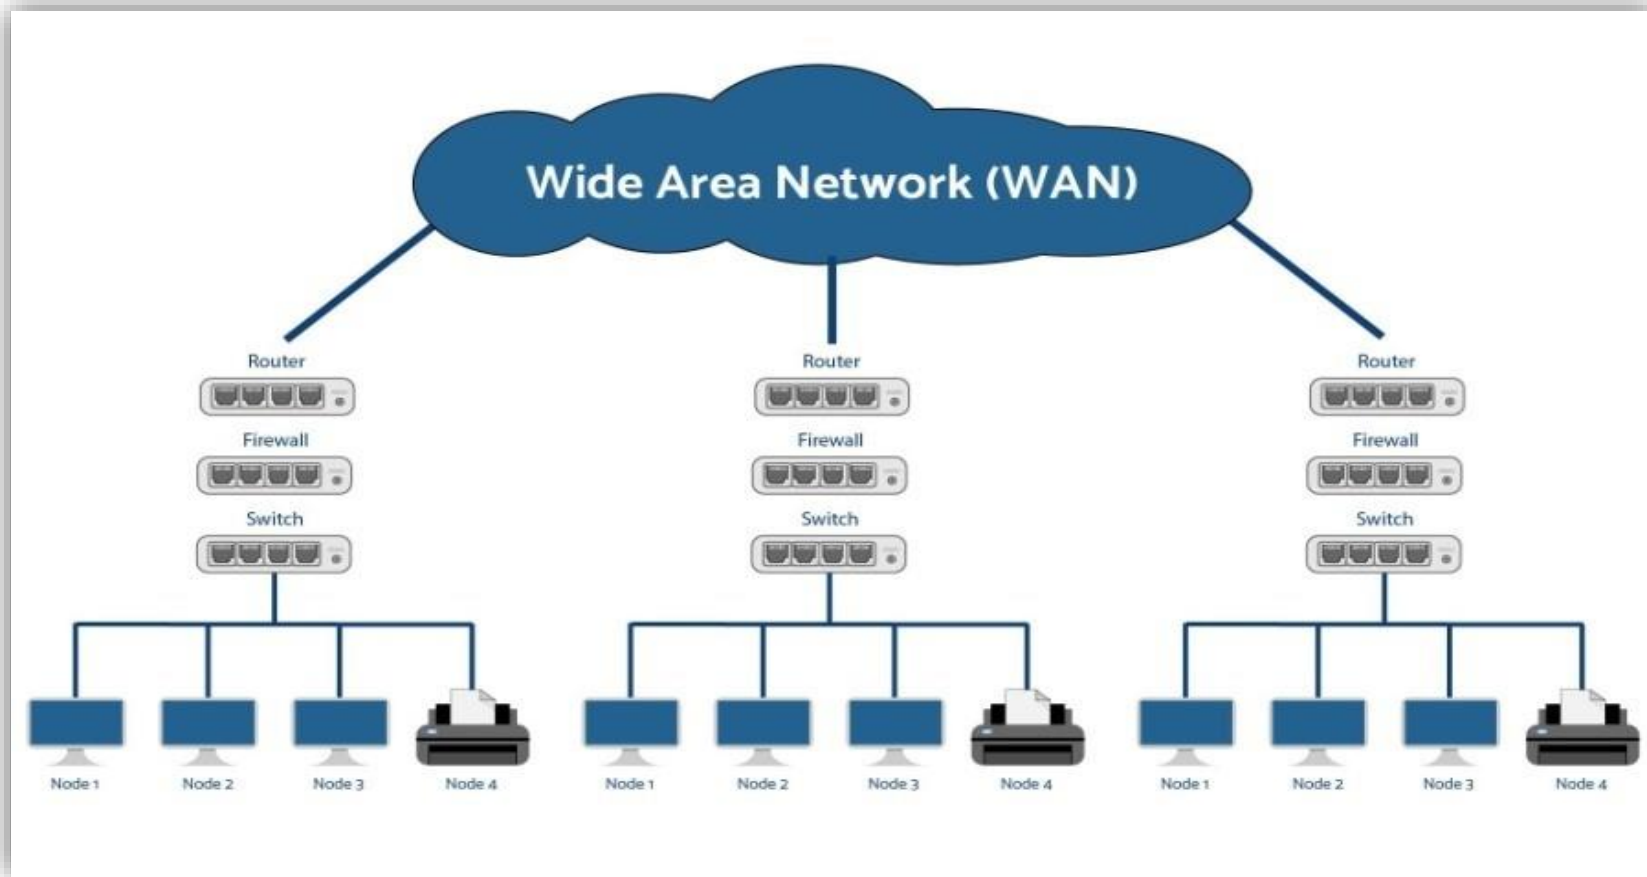 Wide Area Network (WAN)
Router
Router
Router
Firewall
Firewall
Firewall
Switch
Switch
Switch
Node 1
Node 2
Node 3
Node 4
Node 1
Node 2
Node 3
Node 4
Node 1
Node 2
Node 3
Node 4